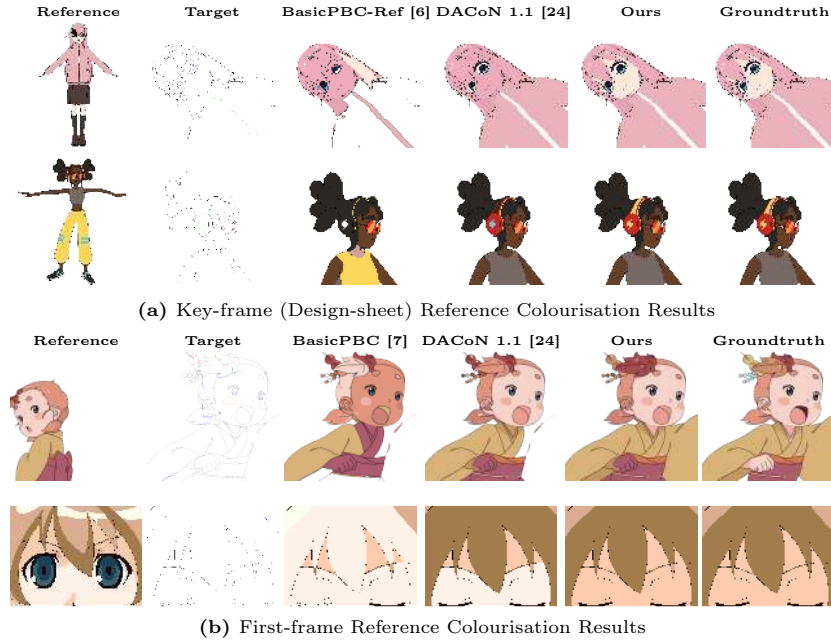 Reference Target BasicPBC-Ref [6] DACoN 1.1 [24] Ours Groundtruth
(a) Key-frame (Design-sheet) Reference Colourisation Results
Reference Target BasicPBC [7] DACoN 1.1 [24] Ours Groundtruth
(b) First-frame Reference Colourisation Results